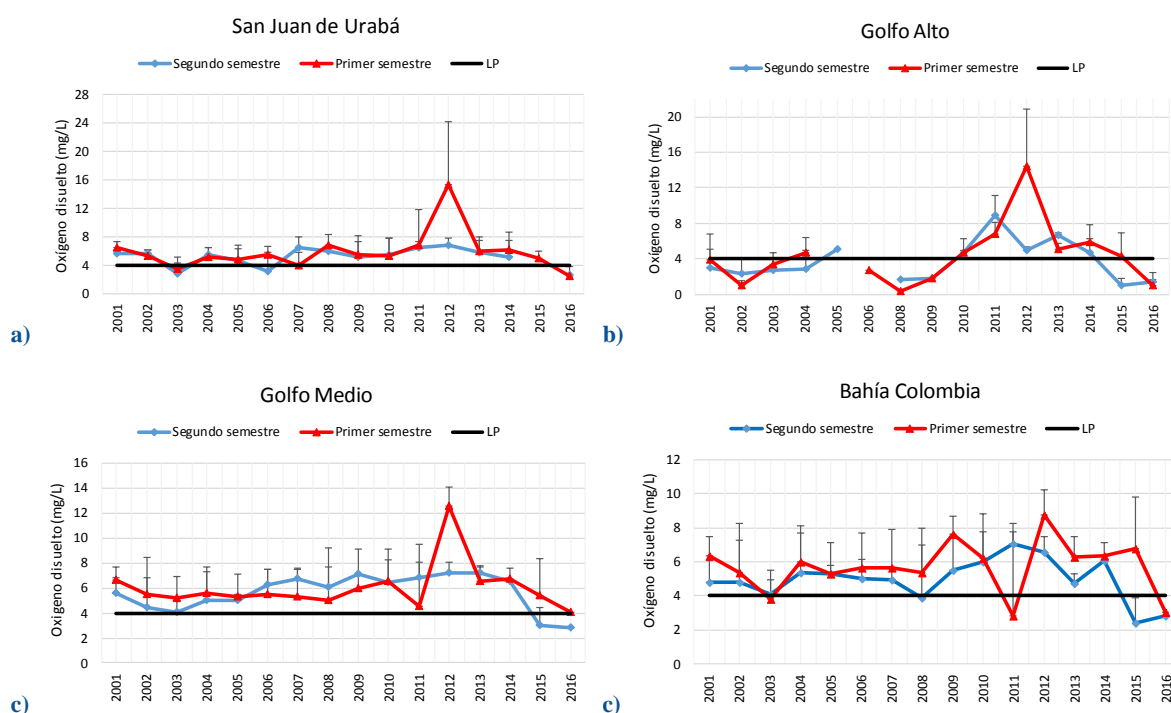 San Juan de Urabá
Segundo semestre Primer semestre LP
Oxígeno disuelto (mg/L)
28
24
20
16
12
8
4
0
2001 2002 2003 2004 2005 2006 2007 2008 2009 2010 2011 2012 2013 2014 2015 2016
a)
Golfo Alto
Segundo semestre Primer semestre LP
Oxígeno disuelto (mg/L)
20
16
12
8
4
0
2001 2002 2003 2004 2005 2006 2008 2009 2010 2011 2012 2013 2014 2015 2016
b)
Golfo Medio
Segundo semestre Primer semestre LP
Oxígeno disuelto (mg/L)
16
14
12
10
8
6
4
2
0
2001 2002 2003 2004 2005 2006 2007 2008 2009 2010 2011 2012 2013 2014 2015 2016
c)
Bahía Colombia
Segundo semestre Primer semestre LP
Oxígeno disuelto (mg/L)
12
10
8
6
4
2
0
2001 2002 2003 2004 2005 2006 2007 2008 2009 2010 2011 2012 2013 2014 2015 2016
c)